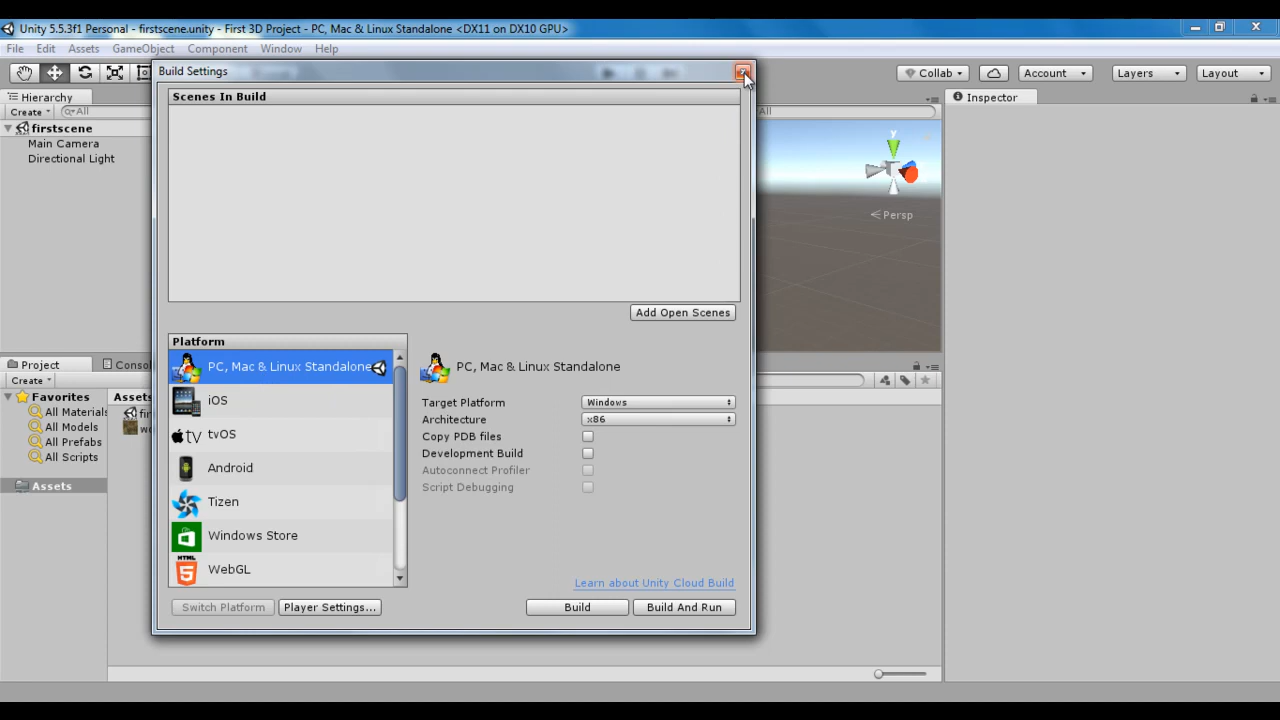 Unity 5.5.3f1 Personal - firstscene.unity - First 3D Project - PC, Mac & Linux Standalone <DX11 on DX10 GPU>
File Edit Assets GameObject Component Window Help
Collab Account Layers Layout
Build Settings
Hierarchy
Create All
firstscene
Main Camera
Directional Light
Scenes In Build
Add Open Scenes
Platform
PC, Mac & Linux Standalone
iOS
tvOS
Android
Tizen
Windows Store
HTML 5 WebGL
PC, Mac & Linux Standalone
Target Platform Windows
Architecture x86
Copy PDB files
Development Build
Autoconnect Profiler
Script Debugging
Learn about Unity Cloud Build
Switch Platform Player Settings... Build Build And Run
All
y
Persp
Inspector
Project Consol
Create
Favorites
All Materials
All Models
All Prefabs
All Scripts
Assets
Assets